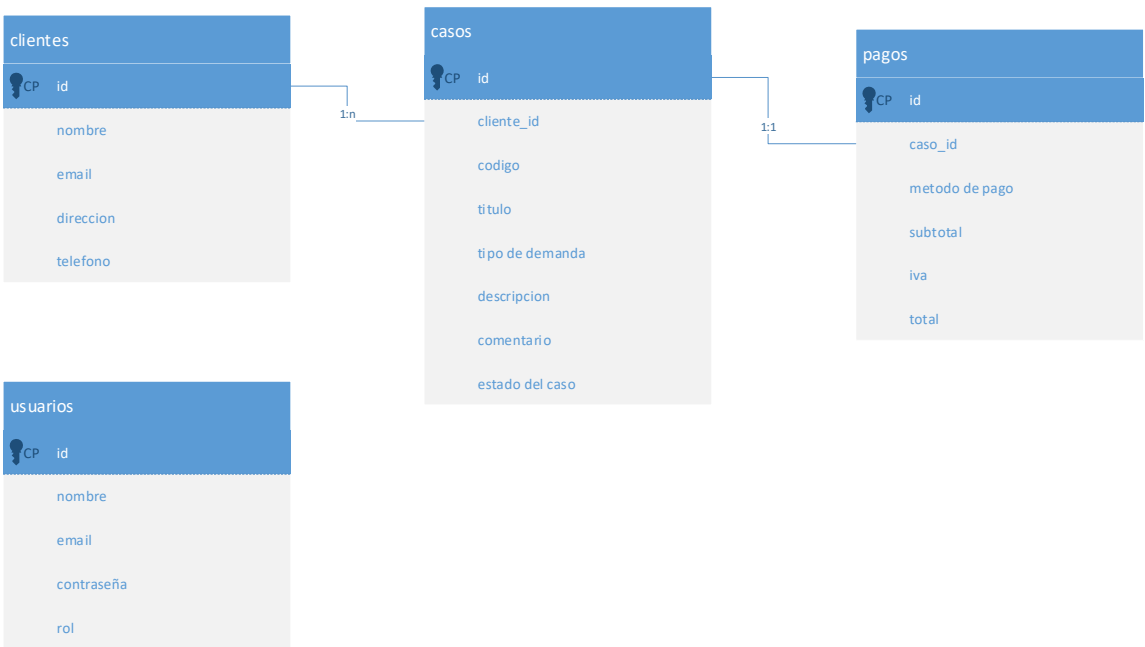 clientes
CP id
nombre
email
direccion
telefono
1:n
casos
CP id
cliente_id
codigo
titulo
tipo de demanda
descripcion
comentario
estado del caso
1:1
pagos
CP id
caso_id
metodo de pago
subtotal
iva
total
usuarios
CP id
nombre
email
contraseña
rol